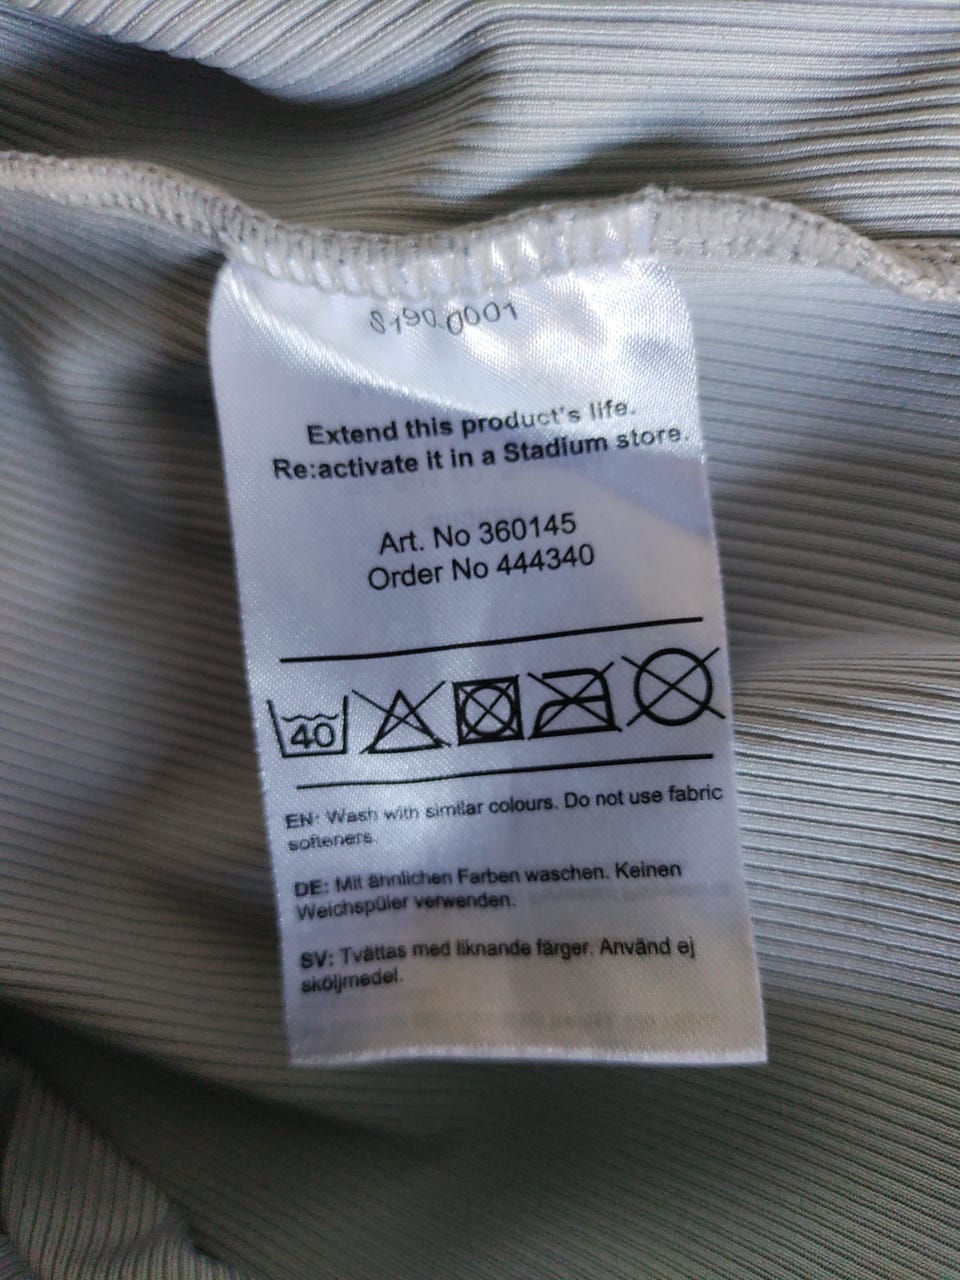 8190.0001
Extend this product's life.
Re:activate it in a Stadium store.
Art. No 360145
Order No 444340
40
EN: Wash with similar colours. Do not use fabric
softeners.
DE: Mit ähnlichen Farben waschen. Keinen
Weichspüler verwenden.
SV: Tvättas med liknande färger. Använd ej
sköljmedel.